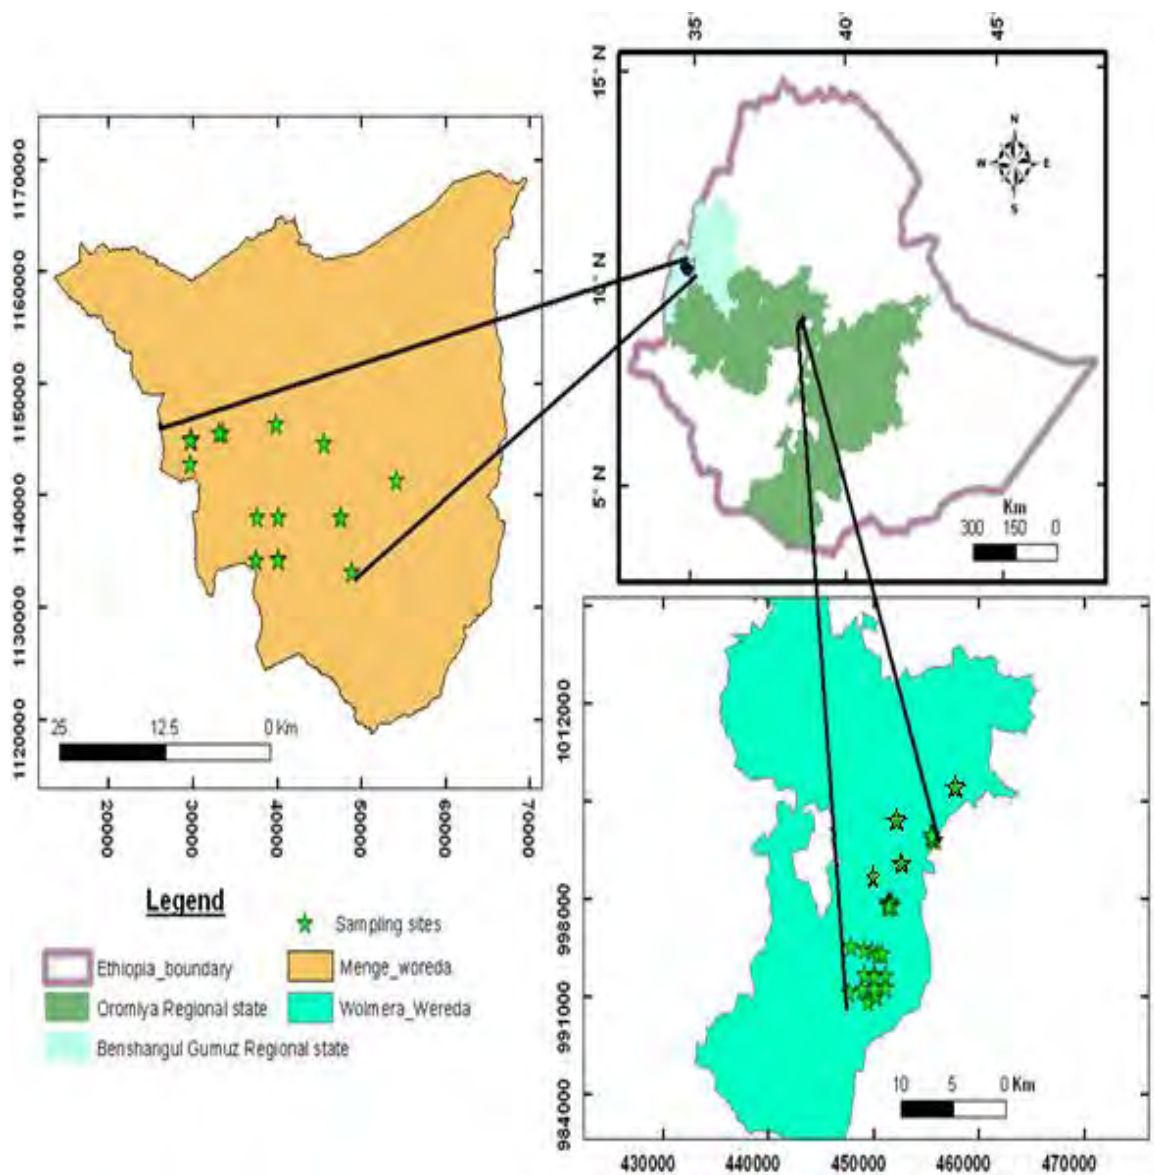 35°
40°
45°
15° N
10° N
5° N
N
W
E
S
Km
300 150 0
1170000
1160000
1150000
1140000
1130000
1120000
25 12.5 0 Km
20000
30000
40000
50000
60000
70000
1012000
998000
991000
984000
10 5 0 Km
430000 440000 450000 460000 470000
Legend
Sampling sites
Ethiopia_boundary
Menge_woreda
Oromiya Regional state
Wolmera_Wereda
Benshangul Gumuz Regional state